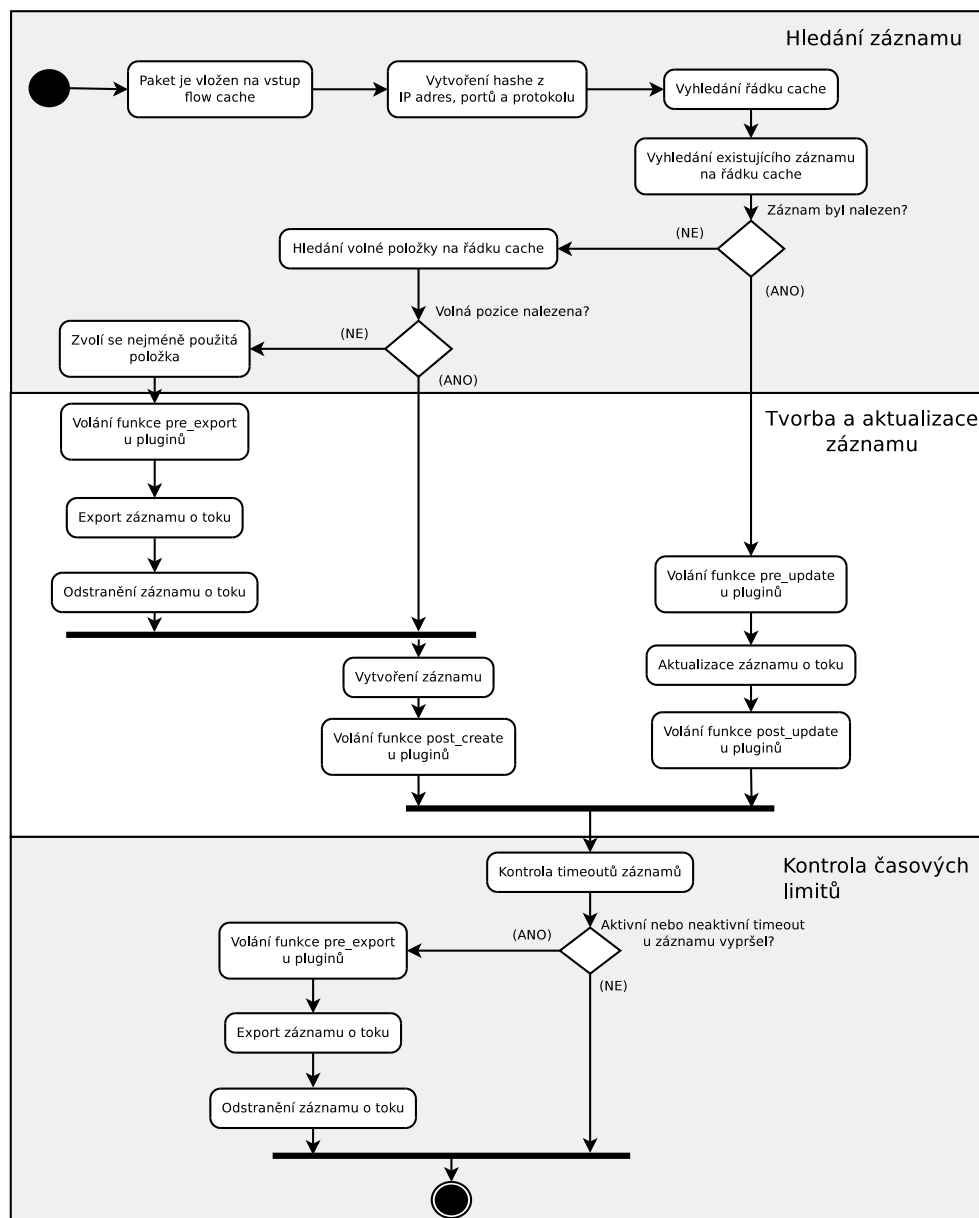 Hledání záznamu
Paket je vložen na vstup
flow cache
Vytvoření hashe z
IP adres, portů a protokolu
Vyhledání řádku cache
Vyhledání existujícího záznamu
na řádku cache
Záznam byl nalezen?
(NE)
(ANO)
Hledání volné položky na řádku cache
Volná pozice nalezena?
(NE)
(ANO)
Zvolí se nejméně použitá
položka
Tvorba a aktualizace
záznamu
Volání funkce pre_export
u pluginů
Export záznamu o toku
Odstranění záznamu o toku
Vytvoření záznamu
Volání funkce post_create
u pluginů
Volání funkce pre_update
u pluginů
Aktualizace záznamu o toku
Volání funkce post_update
u pluginů
Kontrola časových
limitů
Kontrola timeoutů záznamů
Aktivní nebo neaktivní timeout
u záznamu vypršel?
(ANO)
(NE)
Volání funkce pre_export
u pluginů
Export záznamu o toku
Odstranění záznamu o toku